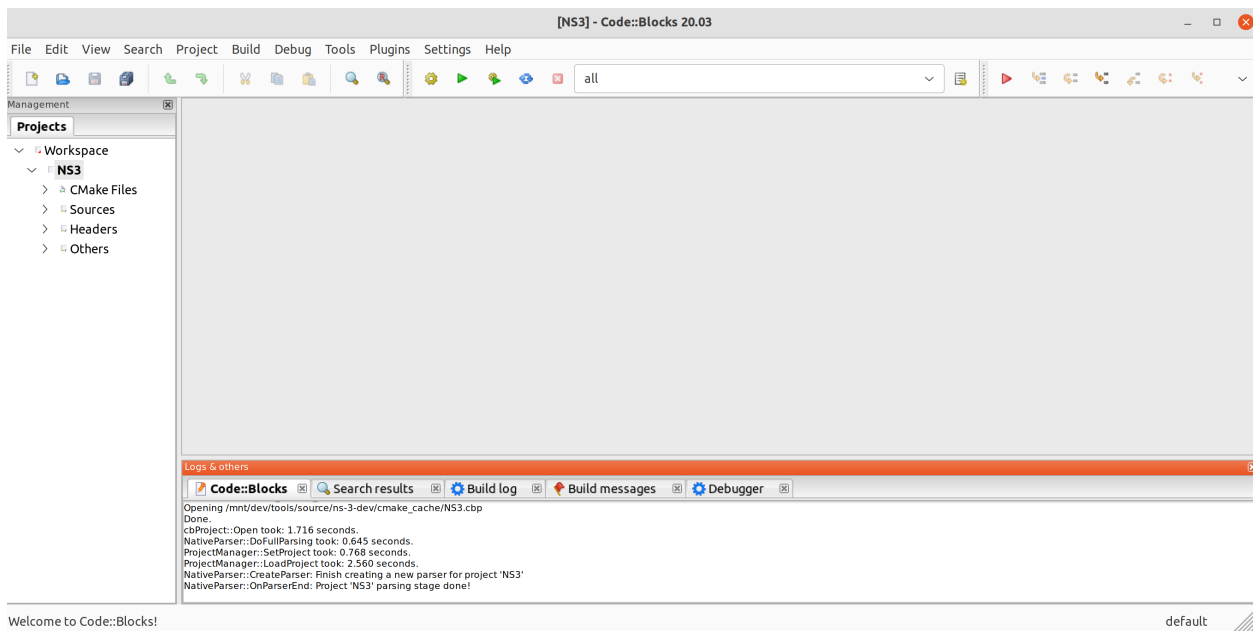 [NS3] - Code::Blocks 20.03
File Edit View Search Project Build Debug Tools Plugins Settings Help
all
Management
Projects
Workspace
NS3
CMake Files
Sources
Headers
Others
Logs & others
Code::Blocks Search results Build log Build messages Debugger
Opening /mnt/dev/tools/source/ns-3-dev/cmake_cache/NS3.cbp
Done.
cbProject::Open took: 1.716 seconds.
NativeParser::DoFullParsing took: 0.645 seconds.
ProjectManager::SetProject took: 0.768 seconds.
ProjectManager::LoadProject took: 2.560 seconds.
NativeParser::CreateParser: Finish creating a new parser for project 'NS3'
NativeParser::OnParserEnd: Project 'NS3' parsing stage done!
Welcome to Code::Blocks! default